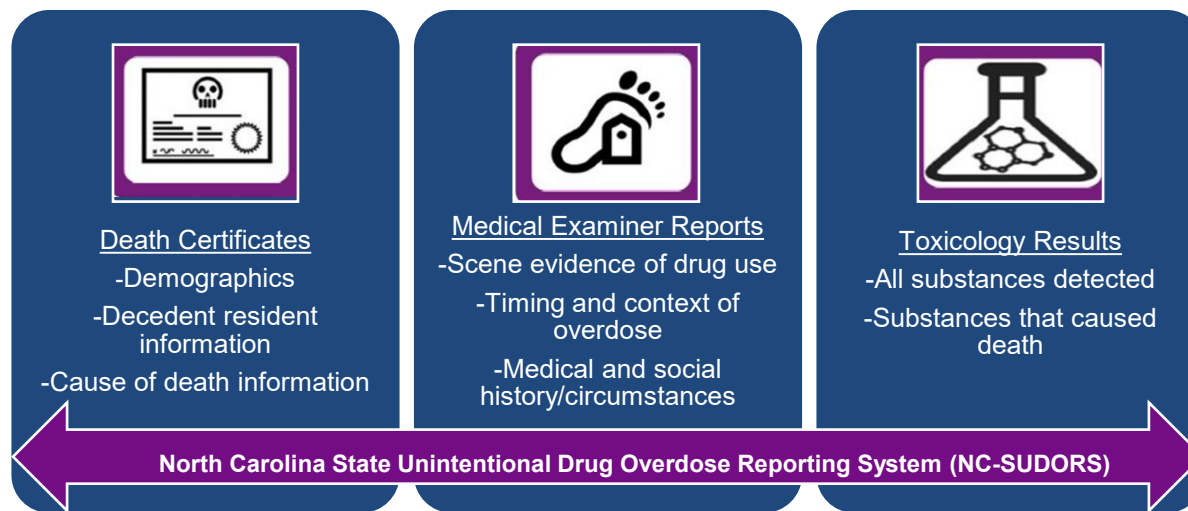 Death Certificates
-Demographics
-Decedent resident
information
-Cause of death information
Medical Examiner Reports
-Scene evidence of drug use
-Timing and context of
overdose
-Medical and social
history/circumstances
Toxicology Results
-All substances detected
-Substances that caused
death
North Carolina State Unintentional Drug Overdose Reporting System (NC-SUDORS)